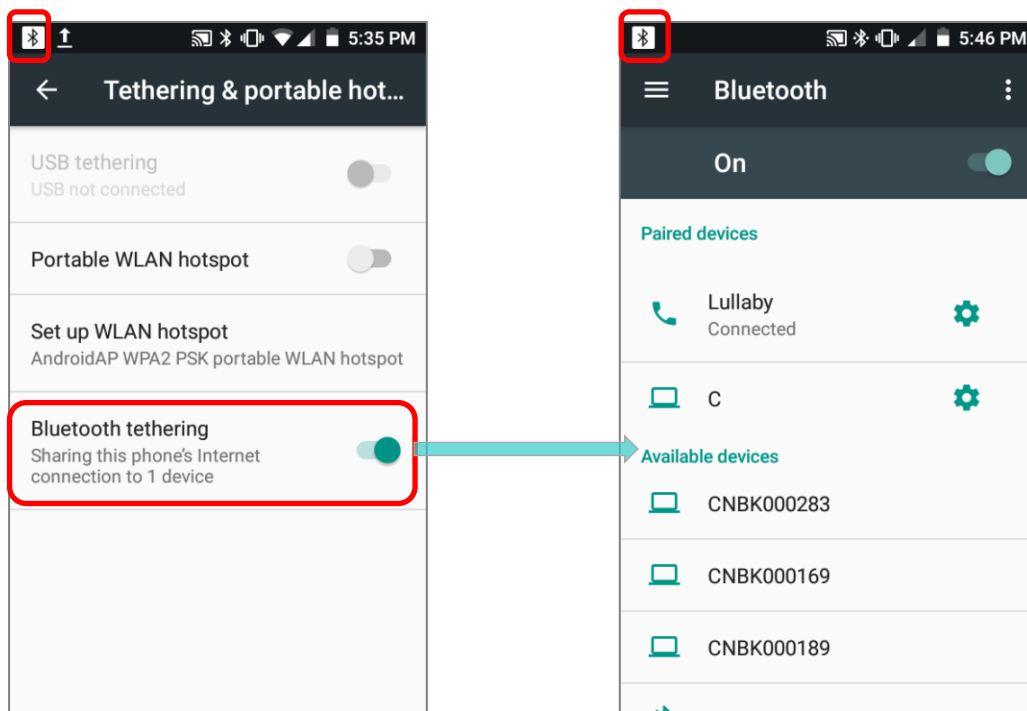 5:35 PM
Tethering & portable hot...
USB tethering
USB not connected
Portable WLAN hotspot
Set up WLAN hotspot
AndroidAP WPA2 PSK portable WLAN hotspot
Bluetooth tethering
Sharing this phone's Internet
connection to 1 device
5:46 PM
Bluetooth
On
Paired devices
Lullaby
Connected
C
Available devices
CNBK000283
CNBK000169
CNBK000189